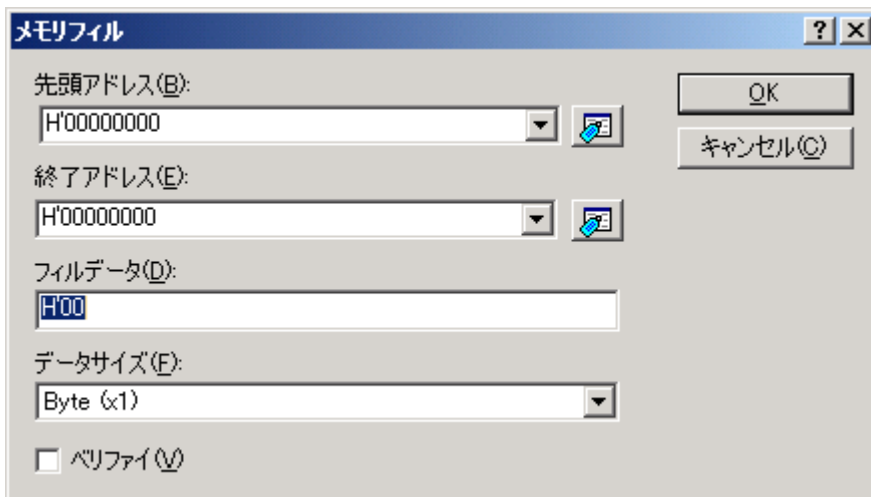 メモリフィル
先頭アドレス(B):
H'00000000
OK
キャンセル(C)
終了アドレス(E):
H'00000000
フィルデータ(D):
H'00
データサイズ(F):
Byte (x1)
ベリファイ(V)